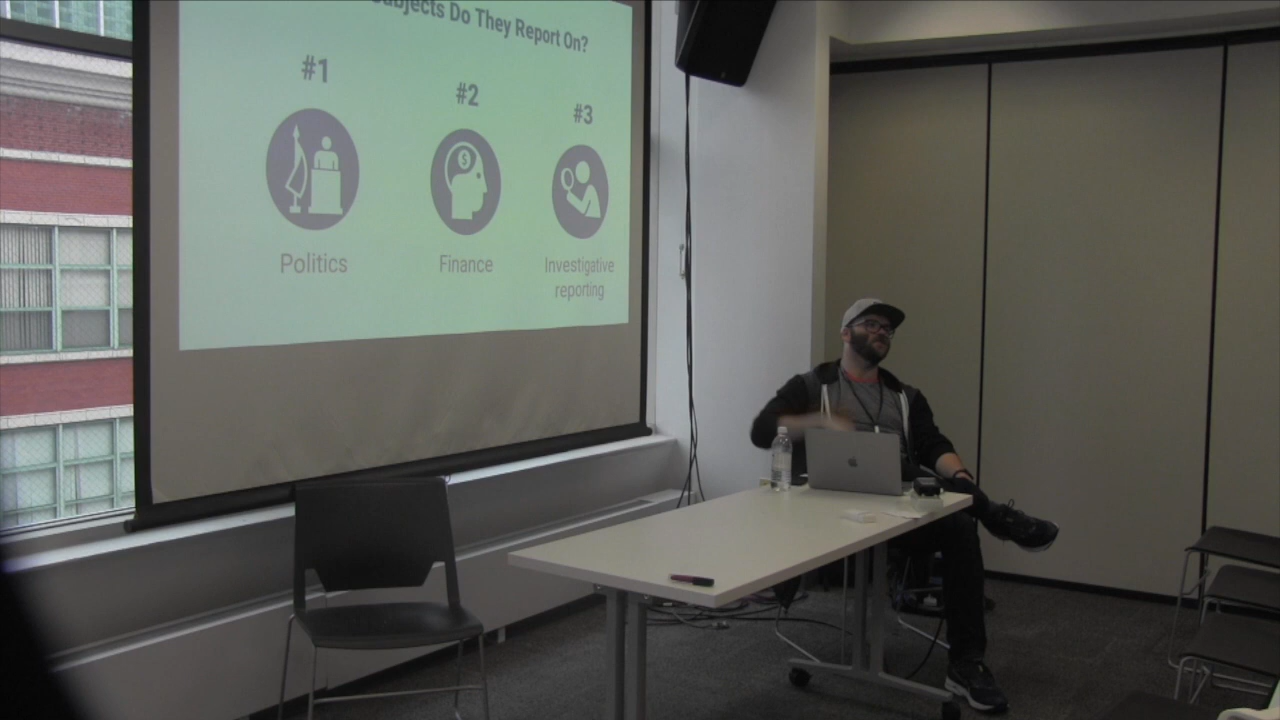 Subjects Do They Report On?
#1
#2
#3
$
Politics
Finance
Investigative
reporting